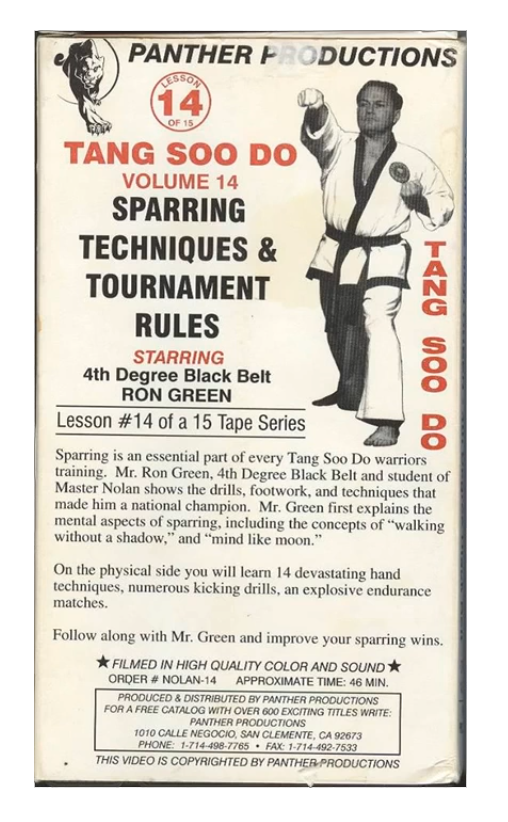 PANTHER PRODUCTIONS
LESSON
14
OF 15
TANG SOO DO
VOLUME 14
SPARRING
TECHNIQUES &
TOURNAMENT
RULES
STARRING
4th Degree Black Belt
RON GREEN
Lesson #14 of a 15 Tape Series
TANG SOO DO
Sparring is an essential part of every Tang Soo Do warriors
training. Mr. Ron Green, 4th Degree Black Belt and student of
Master Nolan shows the drills, footwork, and techniques that
made him a national champion. Mr. Green first explains the
mental aspects of sparring, including the concepts of “walking
without a shadow,” and “mind like moon.”
On the physical side you will learn 14 devastating hand
techniques, numerous kicking drills, an explosive endurance
matches.
Follow along with Mr. Green and improve your sparring wins.
★ FILMED IN HIGH QUALITY COLOR AND SOUND ★
ORDER # NOLAN-14 APPROXIMATE TIME: 46 MIN.
PRODUCED & DISTRIBUTED BY PANTHER PRODUCTIONS
FOR A FREE CATALOG WITH OVER 600 EXCITING TITLES WRITE:
PANTHER PRODUCTIONS
1010 CALLE NEGOCIO, SAN CLEMENTE, CA 92673
PHONE: 1-714-498-7765 • FAX: 1-714-492-7533
THIS VIDEO IS COPYRIGHTED BY PANTHER PRODUCTIONS